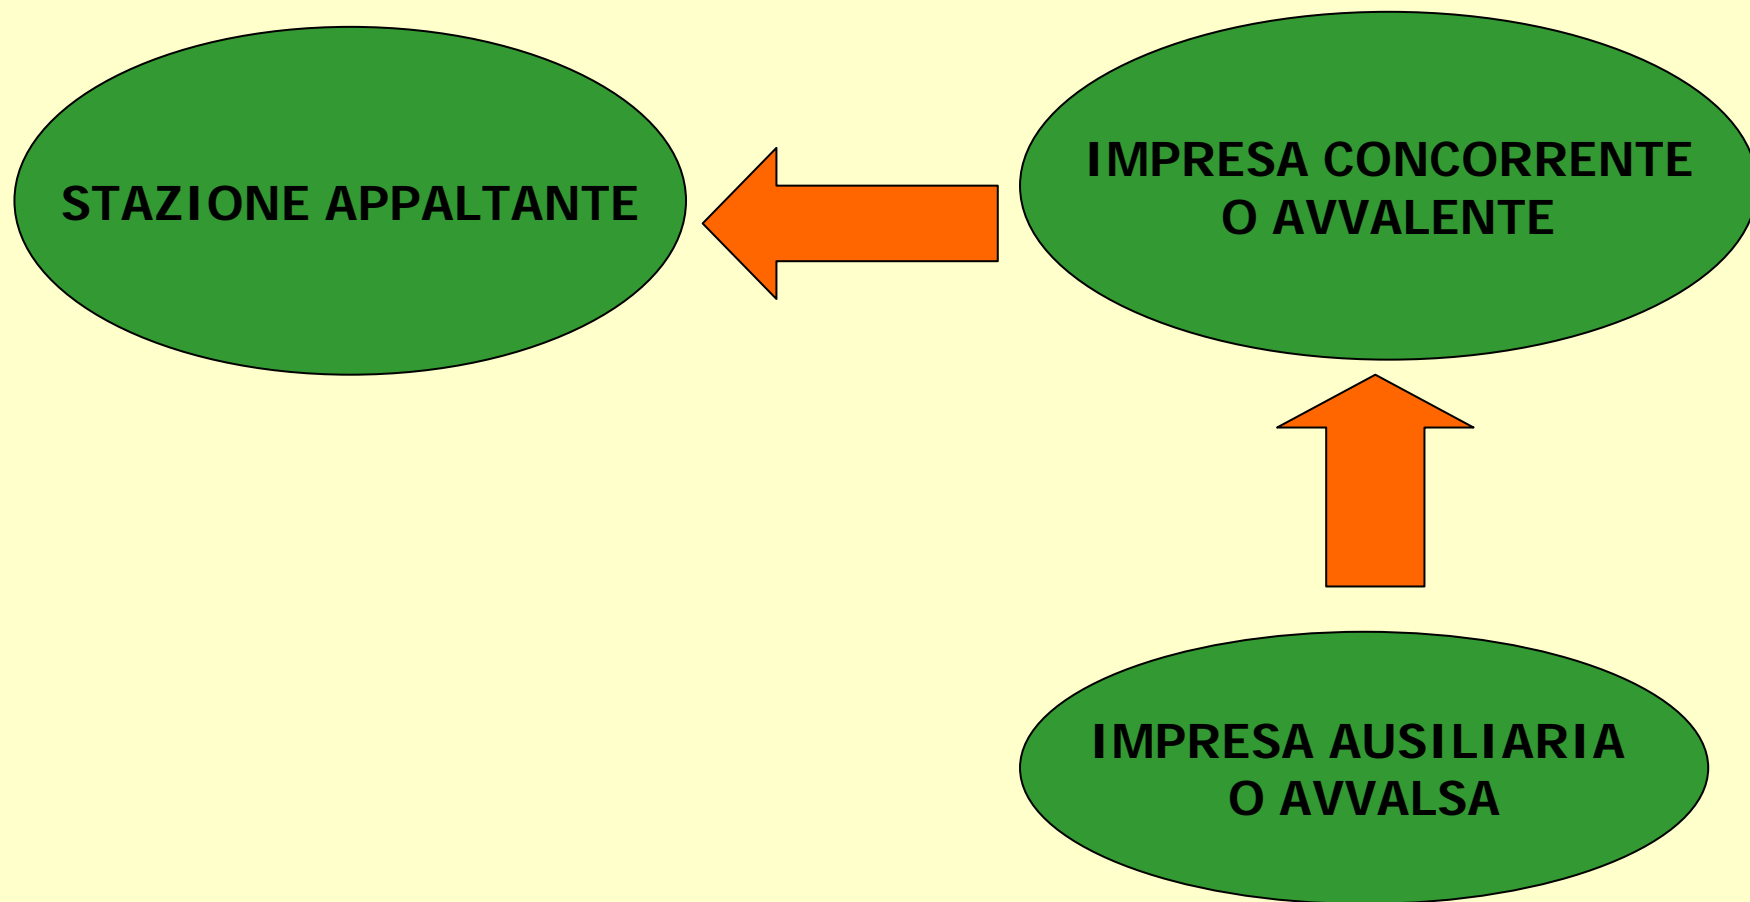 STAZIONE APPALTANTE
IMPRESA CONCORRENTE
O AVVALENTE
IMPRESA AUSILIARIA
O AVVALSA